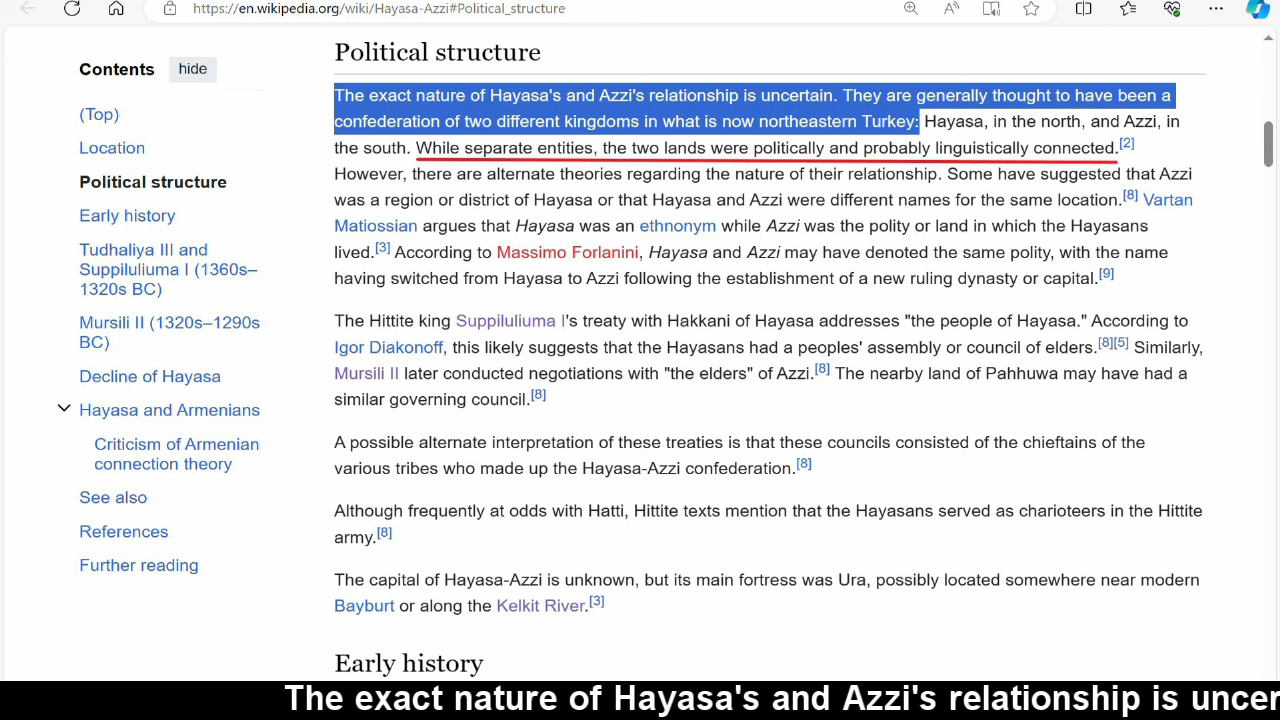 https://en.wikipedia.org/wiki/Hayasa-Azzi#Political_structure
Contents
hide
(Top)
Location
Political structure
Early history
Tudhaliya III and
Suppiluliuma I (1360s–
1320s BC)
Mursili II (1320s–1290s
BC)
Decline of Hayasa
Hayasa and Armenians
Criticism of Armenian
connection theory
See also
References
Further reading
Political structure
The exact nature of Hayasa's and Azzi's relationship is uncertain. They are generally thought to have been a
confederation of two different kingdoms in what is now northeastern Turkey: Hayasa, in the north, and Azzi, in
the south. While separate entities, the two lands were politically and probably linguistically connected.[2]
However, there are alternate theories regarding the nature of their relationship. Some have suggested that Azzi
was a region or district of Hayasa or that Hayasa and Azzi were different names for the same location.[8] Vartan
Matiossian argues that Hayasa was an ethnonym while Azzi was the polity or land in which the Hayasans
lived.[3] According to Massimo Forlanini, Hayasa and Azzi may have denoted the same polity, with the name
having switched from Hayasa to Azzi following the establishment of a new ruling dynasty or capital.[9]
The Hittite king Suppiluliuma I's treaty with Hakkani of Hayasa addresses "the people of Hayasa." According to
Igor Diakonoff, this likely suggests that the Hayasans had a peoples' assembly or council of elders.[8][5] Similarly,
Mursili II later conducted negotiations with "the elders" of Azzi.[8] The nearby land of Pahhuwa may have had a
similar governing council.[8]
A possible alternate interpretation of these treaties is that these councils consisted of the chieftains of the
various tribes who made up the Hayasa-Azzi confederation.[8]
Although frequently at odds with Hatti, Hittite texts mention that the Hayasans served as charioteers in the Hittite
army.[8]
The capital of Hayasa-Azzi is unknown, but its main fortress was Ura, possibly located somewhere near modern
Bayburt or along the Kelkit River.[3]
Early history
The exact nature of Hayasa's and Azzi's relationship is uncer